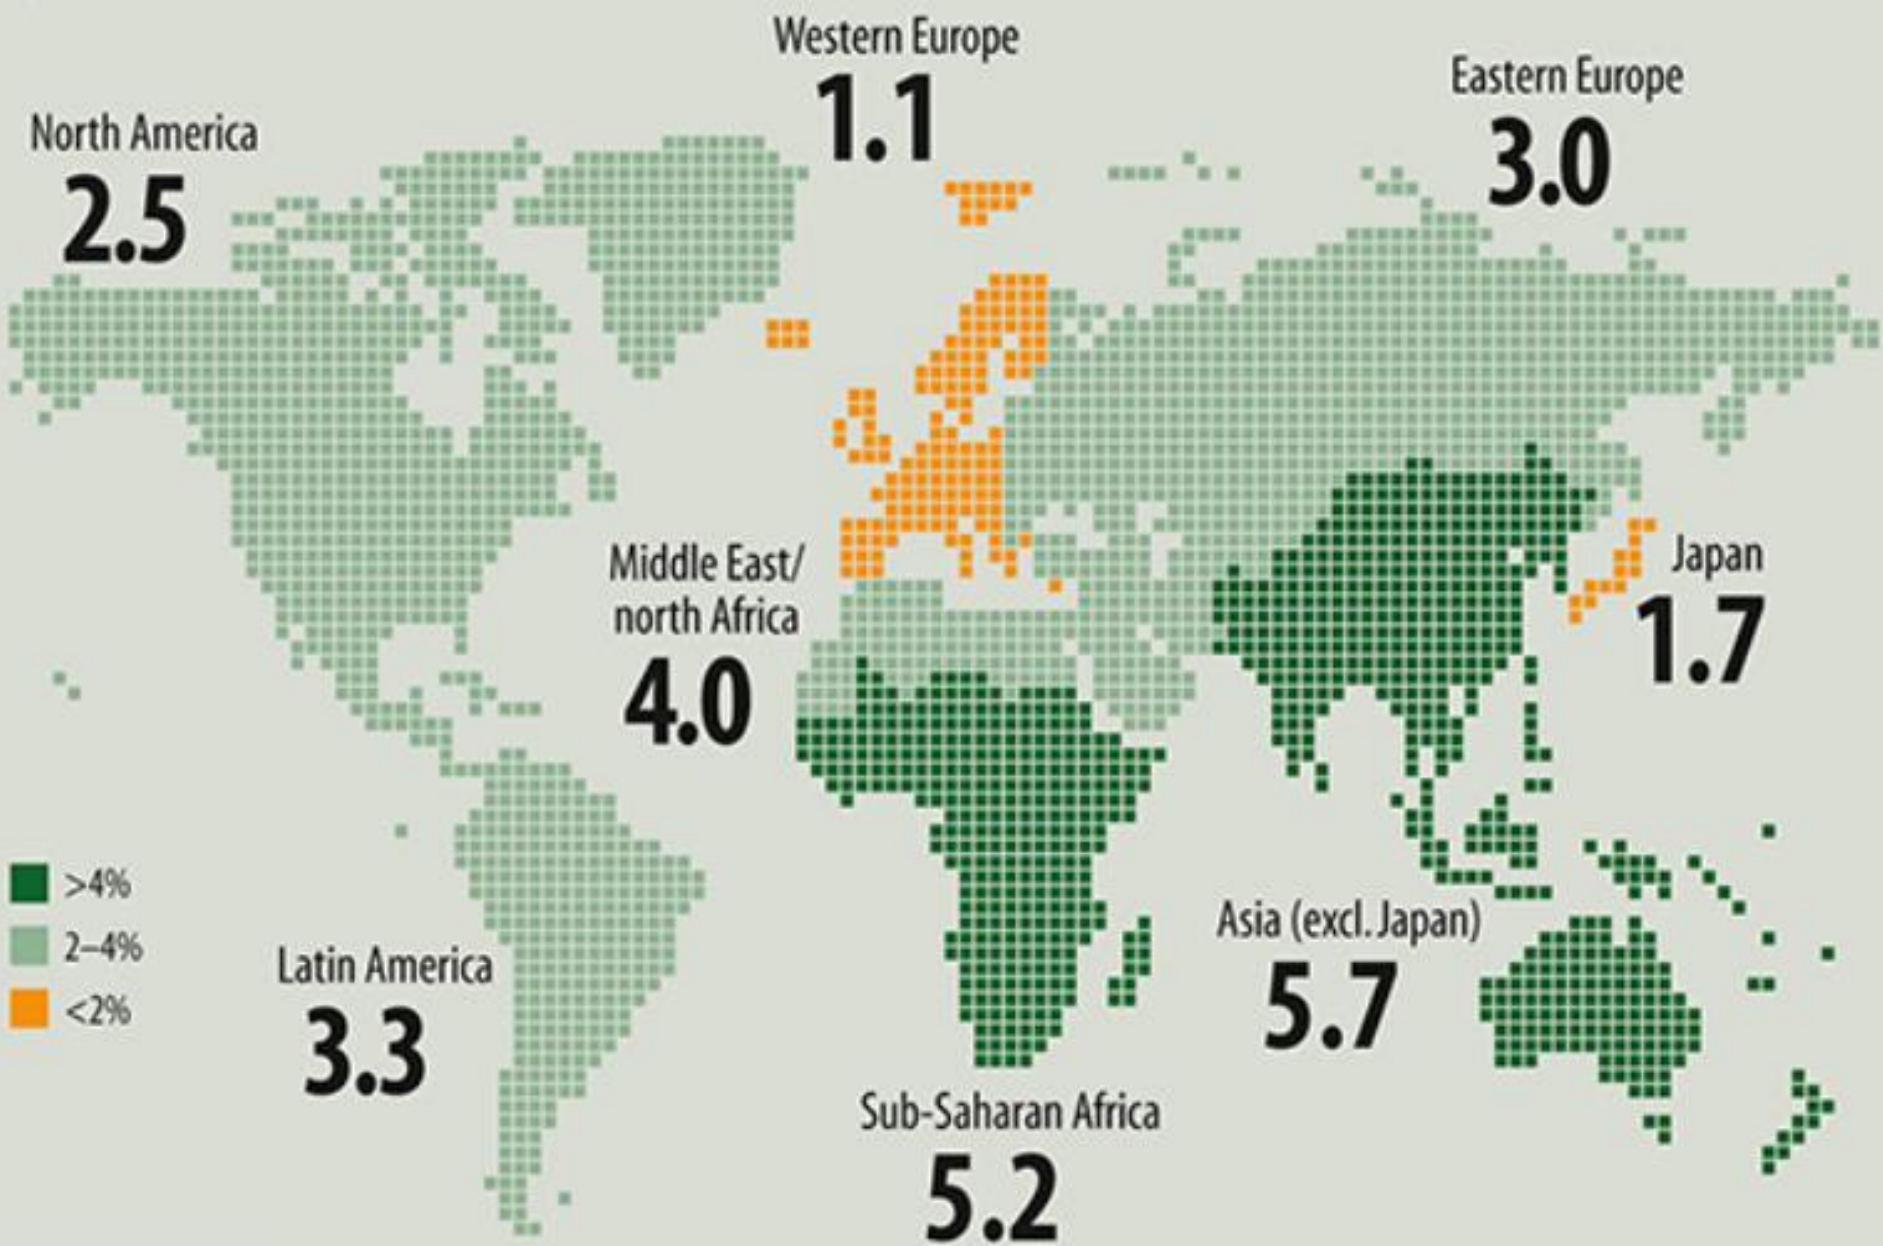 Western Europe
1.1
Eastern Europe
3.0
North America
2.5
Middle East/
north Africa
4.0
Japan
1.7
>4%
2–4%
<2%
Latin America
3.3
Asia (excl. Japan)
5.7
Sub-Saharan Africa
5.2